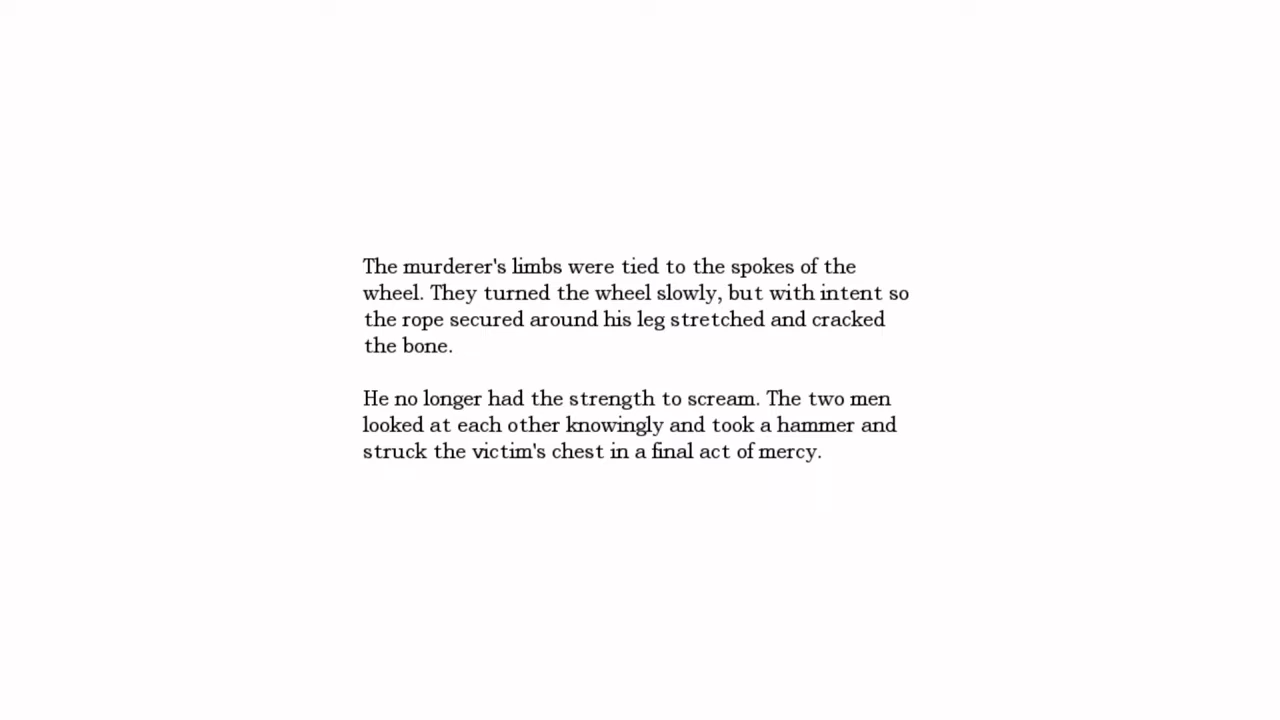 The murderer's limbs were tied to the spokes of the
wheel. They turned the wheel slowly, but with intent so
the rope secured around his leg stretched and cracked
the bone.
He no longer had the strength to scream. The two men
looked at each other knowingly and took a hammer and
struck the victim's chest in a final act of mercy.